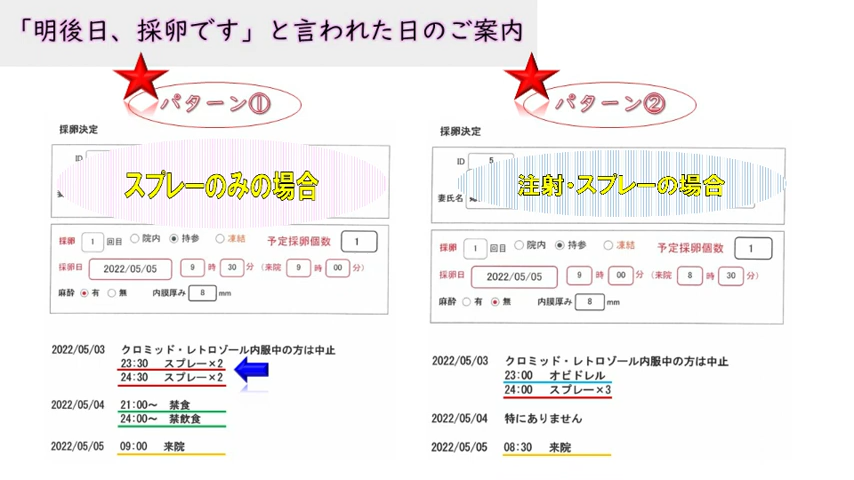 「明後日、採卵です」と言われた日のご案内
パターン①
採卵決定
ID
スプレーのみの場合
採卵 1 回目 院内 持参 凍結 予定採卵個数 1
採卵日 2022/05/05 9 時 30 分 (来院 9 時 00 分)
麻酔 有 無 内膜厚み 8 mm
2022/05/03 クロミッド・レトロゾール内服中の方は中止
23:30 スプレー×2
24:30 スプレー×2
2022/05/04 21:00～ 禁食
24:00～ 禁飲食
2022/05/05 09:00 来院
パターン②
採卵決定
ID 5
注射・スプレーの場合
妻氏名
採卵 1 回目 院内 持参 凍結 予定採卵個数 1
採卵日 2022/05/05 9 時 00 分 (来院 8 時 30 分)
麻酔 有 無 内膜厚み 8 mm
2022/05/03 クロミッド・レトロゾール内服中の方は中止
23:00 オビドレル
24:00 スプレー×3
2022/05/04 特にありません
2022/05/05 08:30 来院